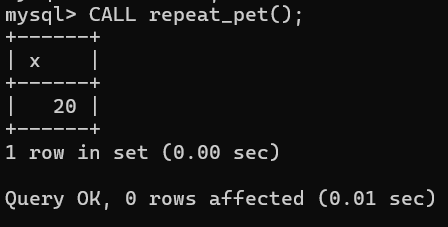 mysql> CALL repeat_pet();
+------+
| x    |
+------+
|   20 |
+------+
1 row in set (0.00 sec)

Query OK, 0 rows affected (0.01 sec)